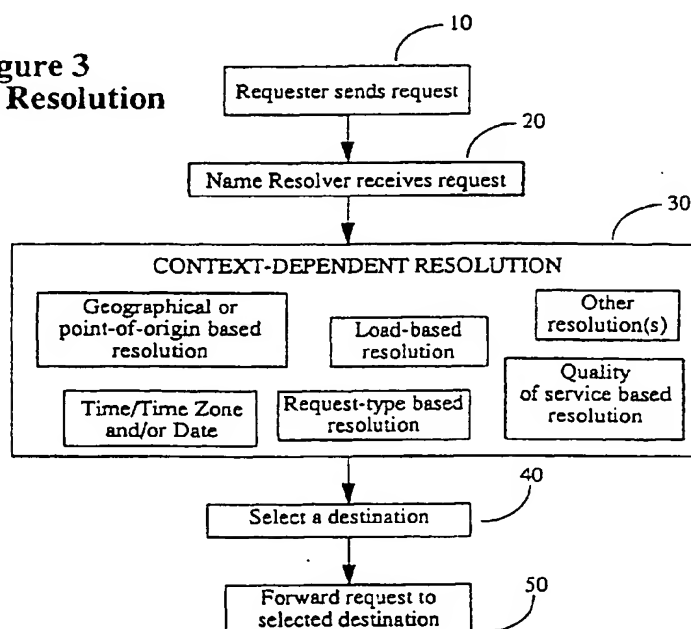 gure 3
Resolution
10
Requester sends request
20
Name Resolver receives request
30
CONTEXT-DEPENDENT RESOLUTION
Geographical or
point-of-origin based
resolution
Load-based
resolution
Other
resolution(s)
Time/Time Zone
and/or Date
Request-type based
resolution
Quality
of service based
resolution
40
Select a destination
50
Forward request to
selected destination